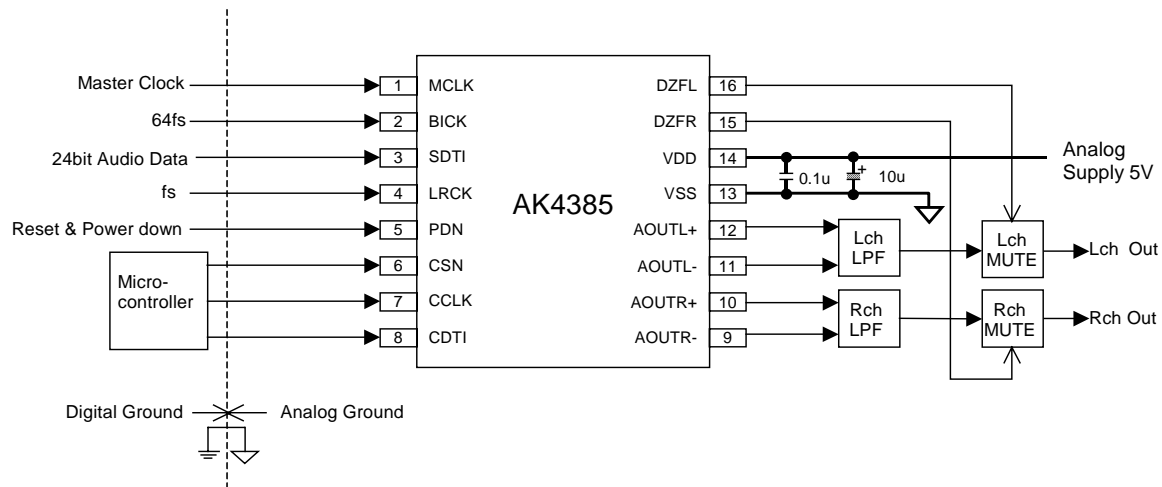 Master Clock
64fs
24bit Audio Data
fs
Reset & Power down
Micro-
controller
1
2
3
4
5
6
7
8
MCLK
BICK
SDTI
LRCK
PDN
CSN
CCLK
CDTI
AK4385
DZFL
DZFR
VDD
VSS
AOUTL+
AOUTL-
AOUTR+
AOUTR-
16
15
14
13
12
11
10
9
0.1u
+
10u
Analog
Supply 5V
Lch
LPF
Lch
MUTE
Lch Out
Rch
LPF
Rch
MUTE
Rch Out
Digital Ground
Analog Ground